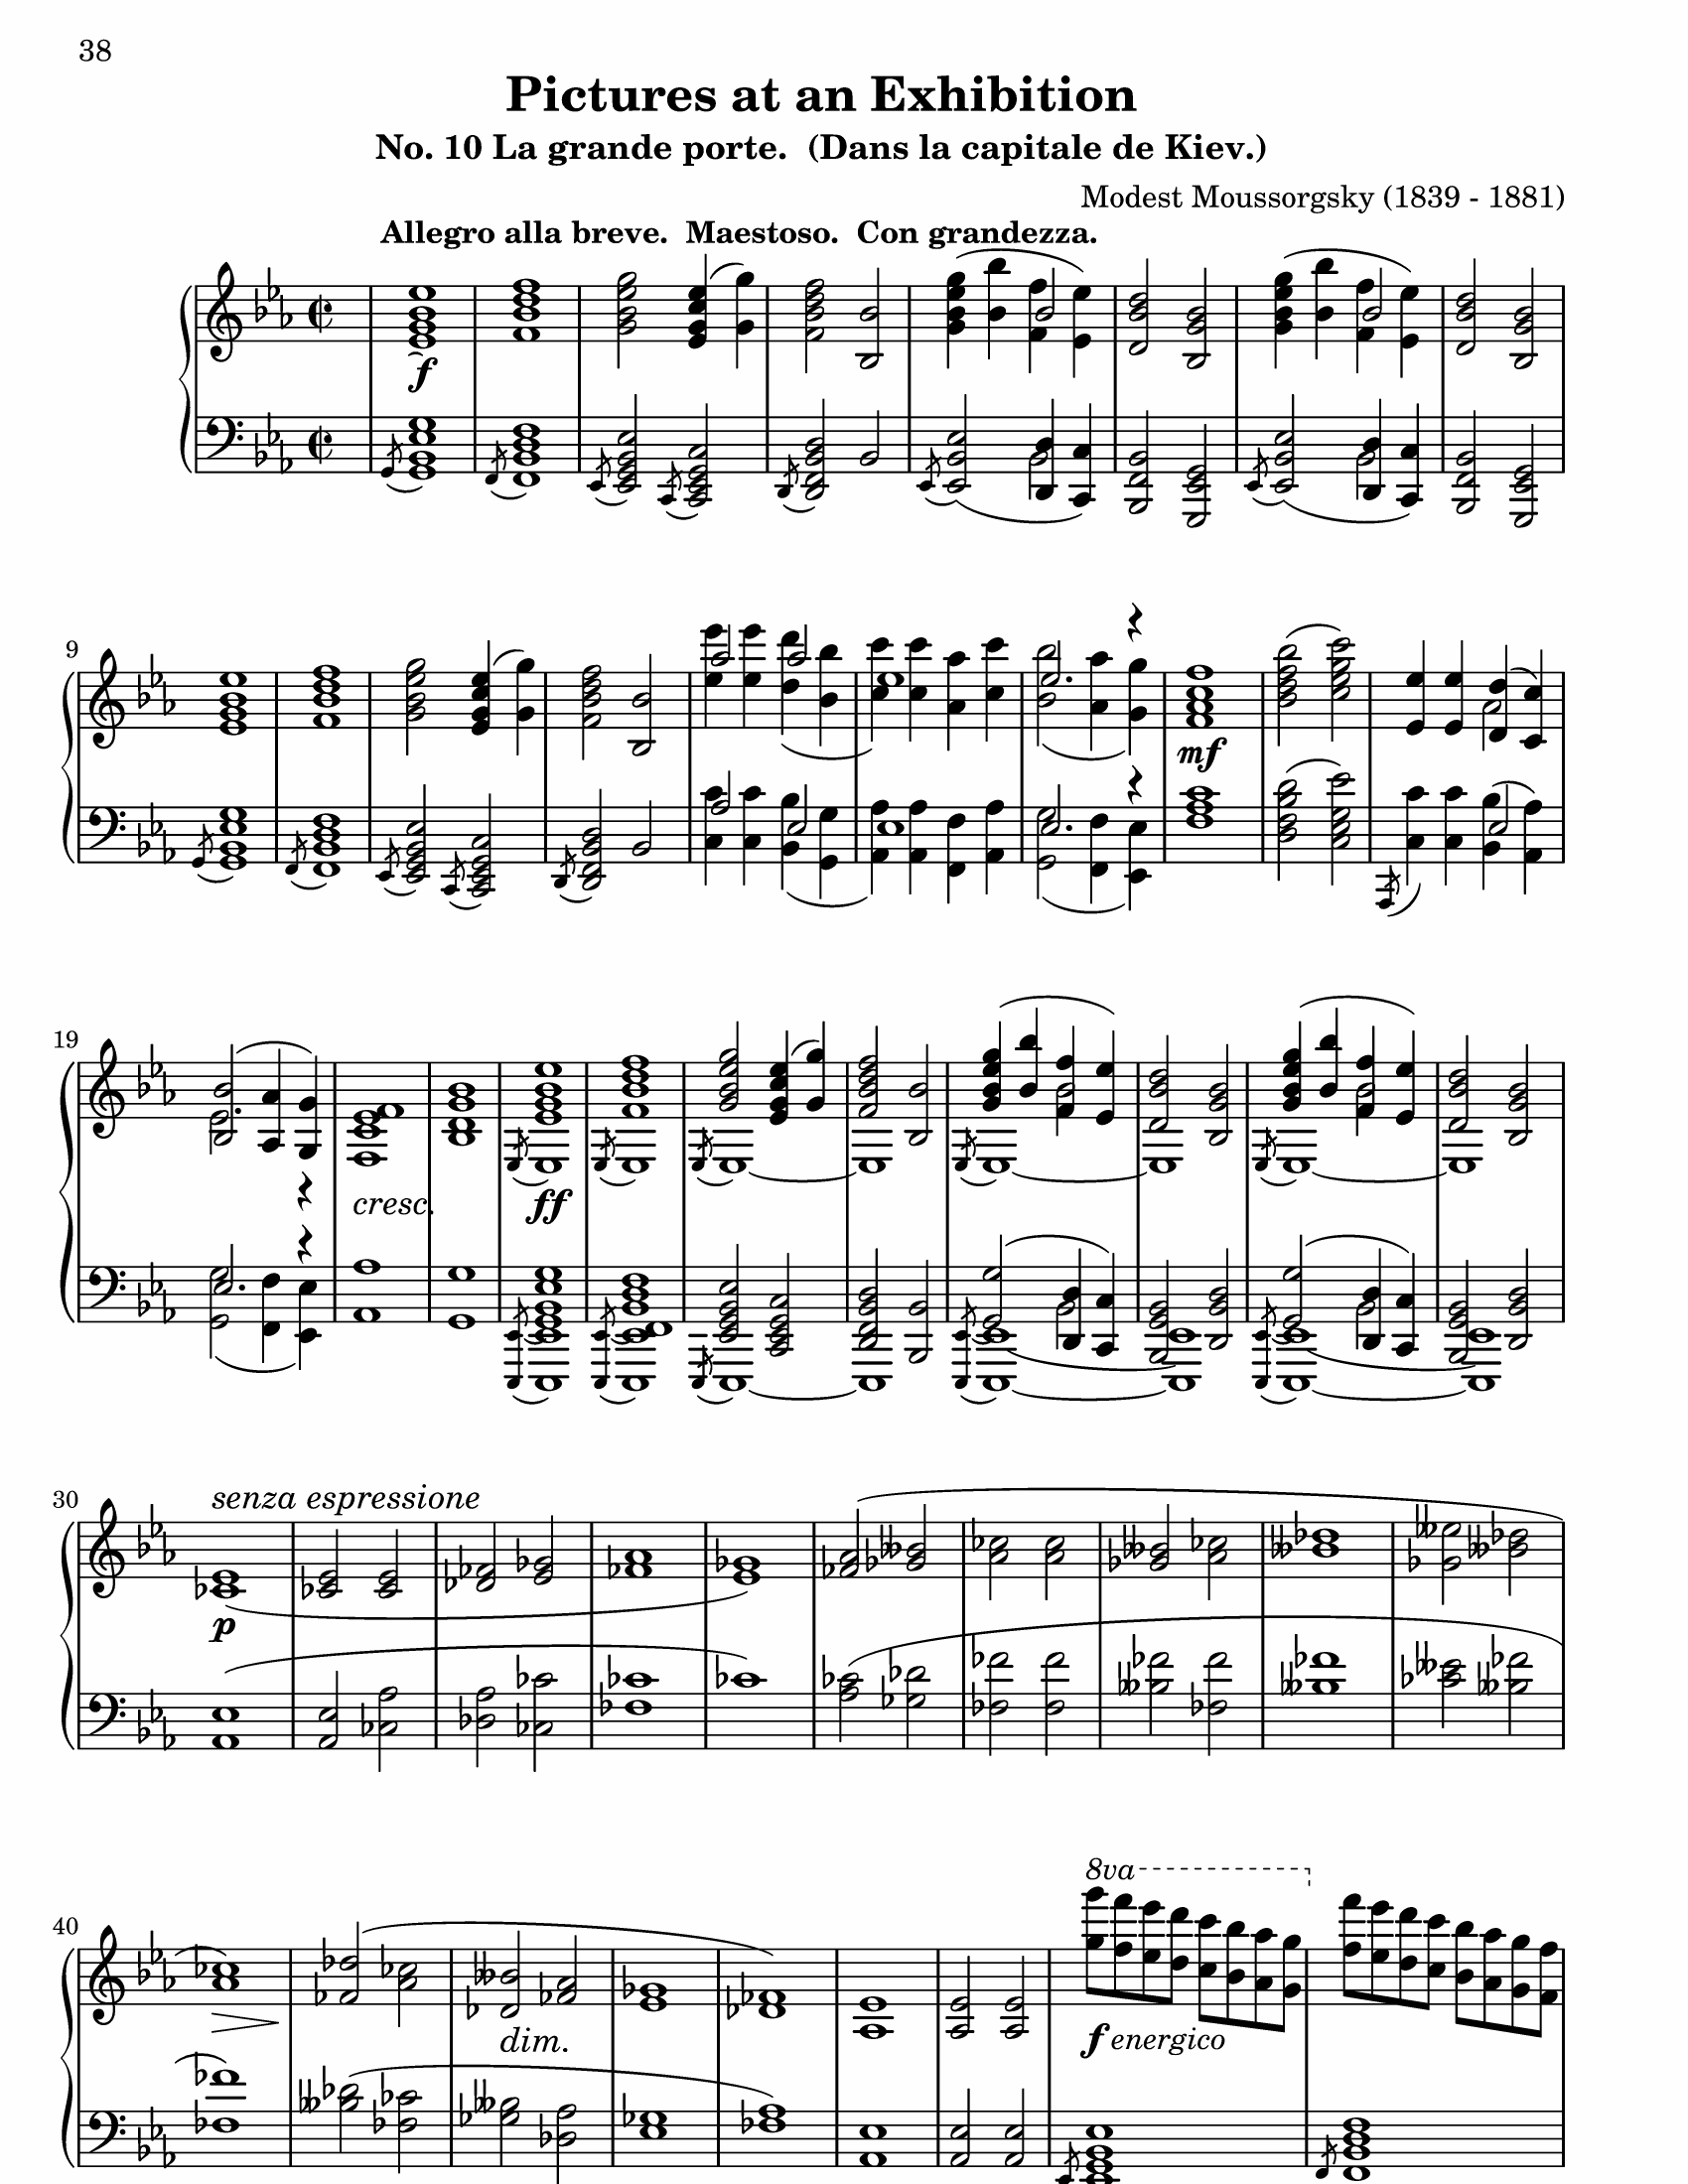 38
Pictures at an Exhibition
No. 10 La grande porte.  (Dans la capitale de Kiev.)
Modest Moussorgsky (1839 - 1881)
Allegro alla breve.  Maestoso.  Con grandezza.
f
9
mf
19
cresc.
ff
30
senza espressione
p
8va
40
dim.
f energico